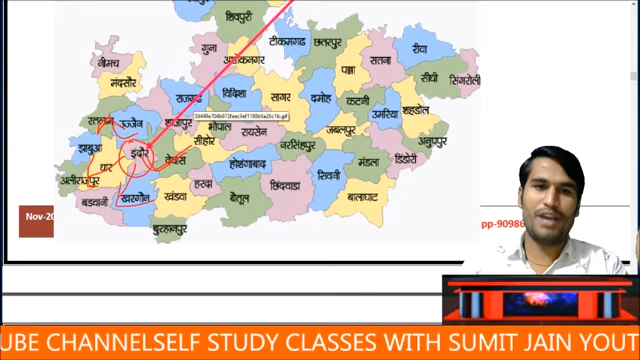 शिवपुरी
गुना
अशोकनगर
टीकमगढ
छतरपुर
पन्ना
सतना
रीवा
सीधी
सिंगरौली
नीमच
मंदसौर
राजगढ
विदिशा
सागर
दमोह
कटनी
उमरिया
शहडोल
अनुपपुर
रतलाम
उज्जैन
शाजापुर
भोपाल
रायसेन
जबलपुर
झाबुआ
धार
इंदौर
देवास
सीहोर
होशंगाबाद
नरसिंहपुर
मंडला
डिंडोरी
अलीराजपुर
बडवानी
खरगौन
खंडवा
हरदा
बैतूल
छिंदवाडा
सिवनी
बालाघाट
बुरहानपुर
Nov-20
pp-90986
UBE CHANNELSELF STUDY CLASSES WITH SUMIT JAIN YOUT